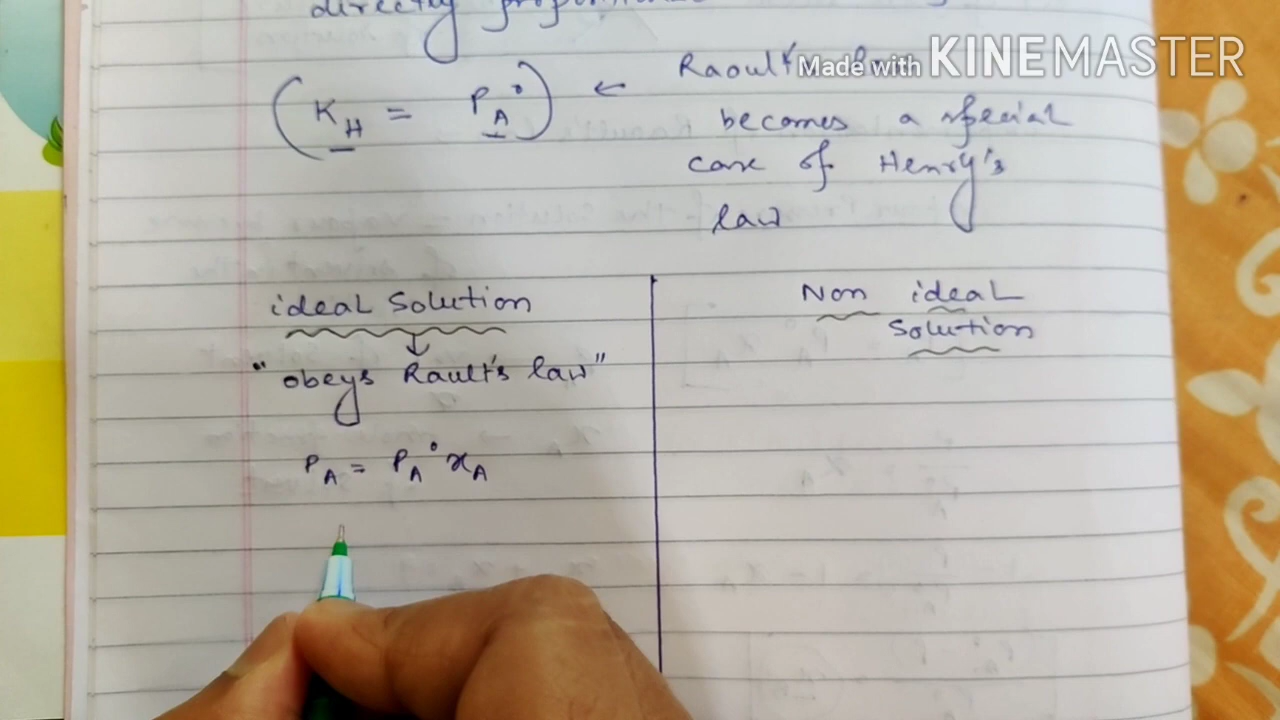 directly
Made with KINEMASTER
(K_H = P_A°) ← Raoult's
becomes a special
case of Henry's
law
ideal Solution
"obeys Rault's law"
P_A = P_A° x_A
Non ideal
Solution